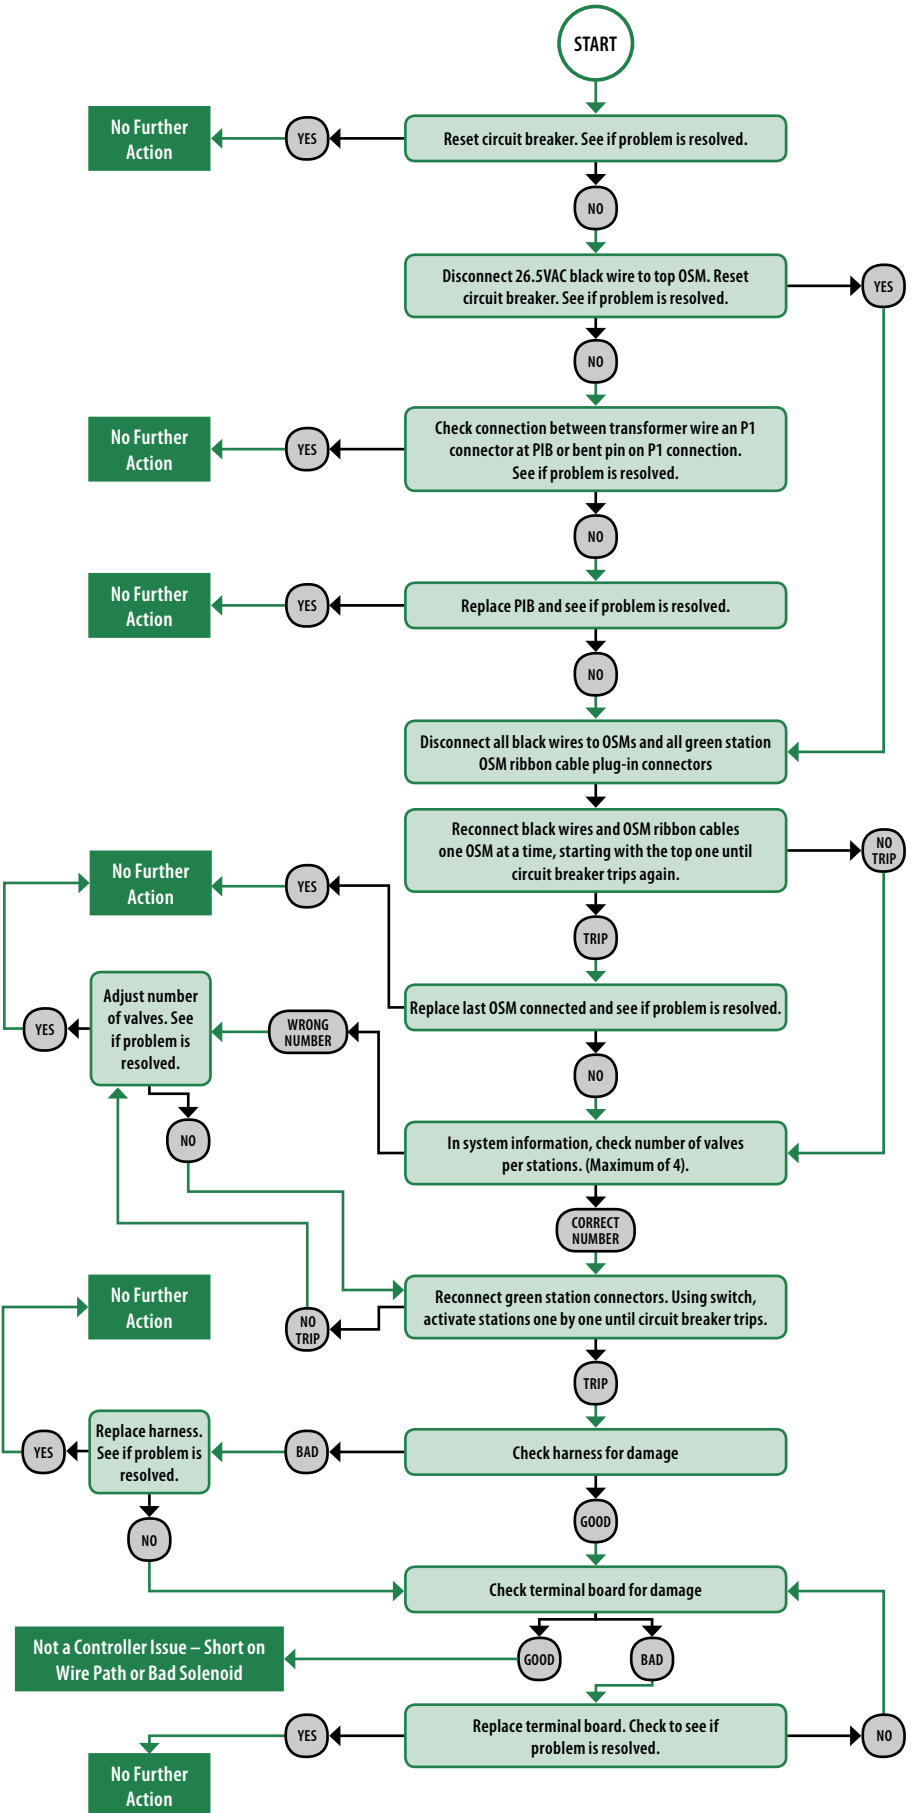 START
No Further
Action
YES
Reset circuit breaker. See if problem is resolved.
NO
Disconnect 26.5VAC black wire to top OSM. Reset
circuit breaker. See if problem is resolved.
YES
NO
No Further
Action
YES
Check connection between transformer wire an P1
connector at PIB or bent pin on P1 connection.
See if problem is resolved.
NO
No Further
Action
YES
Replace PIB and see if problem is resolved.
NO
Disconnect all black wires to OSMs and all green station
OSM ribbon cable plug-in connectors
Reconnect black wires and OSM ribbon cables
one OSM at a time, starting with the top one until
circuit breaker trips again.
NO
TRIP
No Further
Action
YES
TRIP
Replace last OSM connected and see if problem is resolved.
Adjust number
of valves. See
if problem is
resolved.
YES
WRONG
NUMBER
NO
NO
In system information, check number of valves
per stations. (Maximum of 4).
CORRECT
NUMBER
No Further
Action
Reconnect green station connectors. Using switch,
activate stations one by one until circuit breaker trips.
NO
TRIP
TRIP
Replace harness.
See if problem is
resolved.
YES
BAD
Check harness for damage
NO
GOOD
Check terminal board for damage
Not a Controller Issue – Short on
Wire Path or Bad Solenoid
GOOD
BAD
Replace terminal board. Check to see if
problem is resolved.
YES
NO
No Further
Action